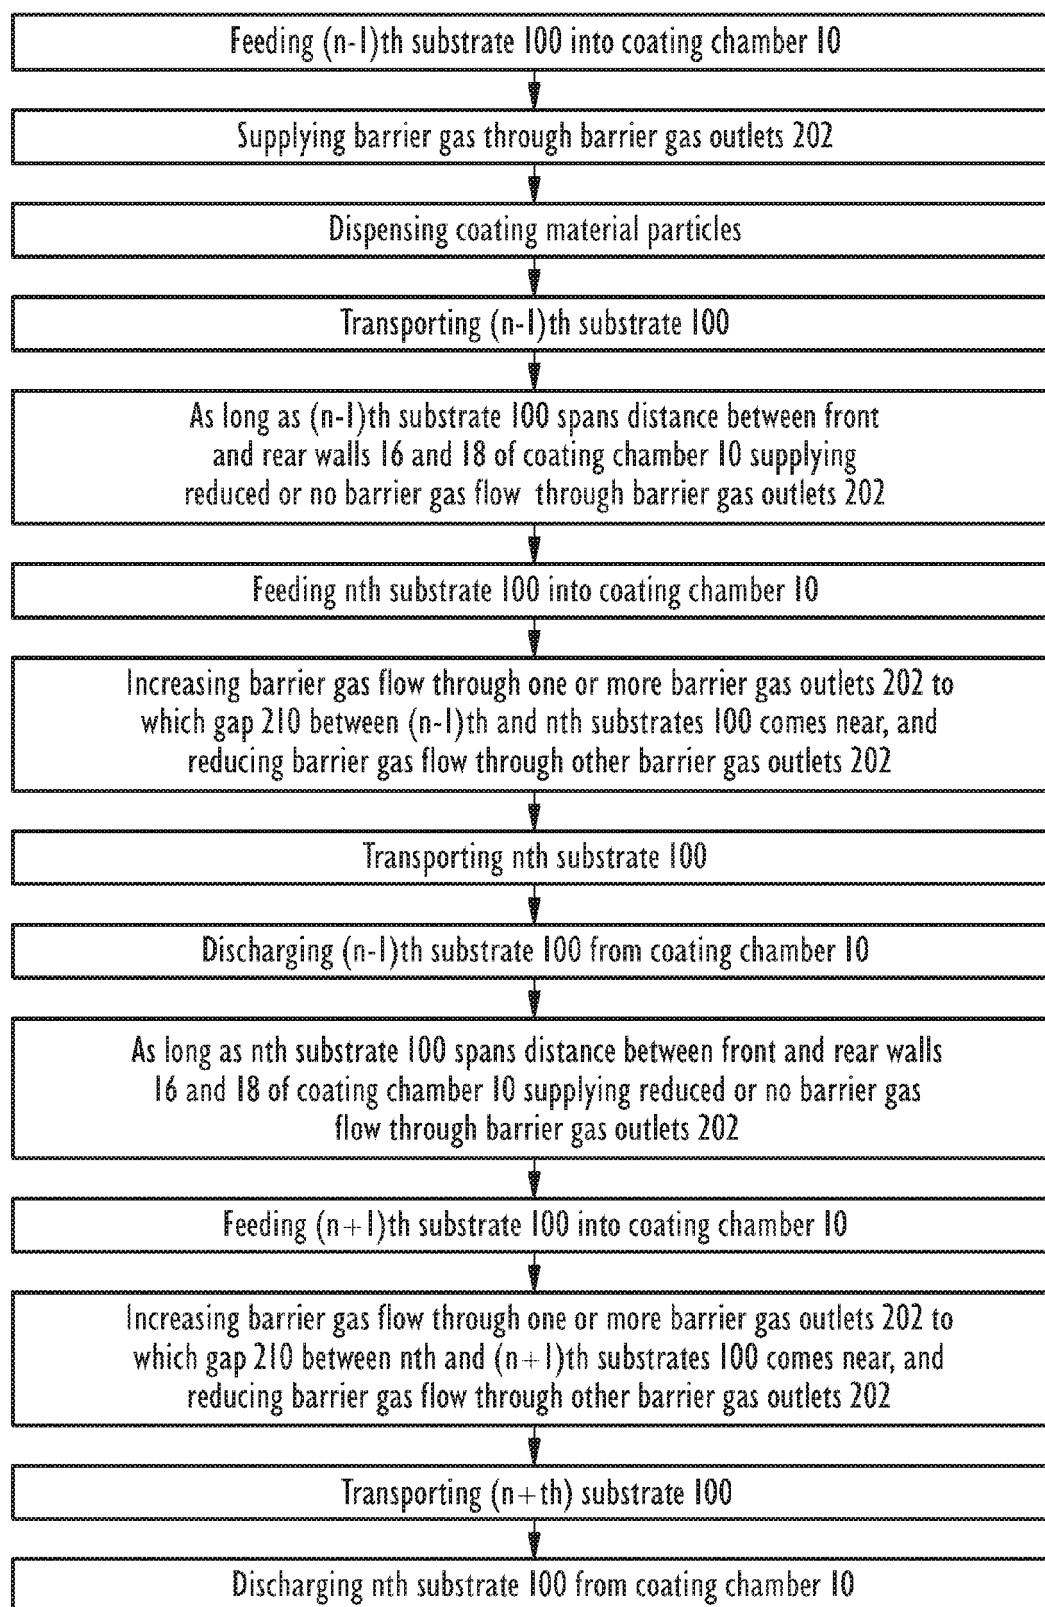 Feeding (n-1)th substrate 100 into coating chamber 10
Supplying barrier gas through barrier gas outlets 202
Dispensing coating material particles
Transporting (n-1)th substrate 100
As long as (n-1)th substrate 100 spans distance between front
and rear walls 16 and 18 of coating chamber 10 supplying
reduced or no barrier gas flow through barrier gas outlets 202
Feeding nth substrate 100 into coating chamber 10
Increasing barrier gas flow through one or more barrier gas outlets 202 to
which gap 210 between (n-1)th and nth substrates 100 comes near, and
reducing barrier gas flow through other barrier gas outlets 202
Transporting nth substrate 100
Discharging (n-1)th substrate 100 from coating chamber 10
As long as nth substrate 100 spans distance between front and rear walls
16 and 18 of coating chamber 10 supplying reduced or no barrier gas
flow through barrier gas outlets 202
Feeding (n+1)th substrate 100 into coating chamber 10
Increasing barrier gas flow through one or more barrier gas outlets 202 to
which gap 210 between nth and (n+1)th substrates 100 comes near, and
reducing barrier gas flow through other barrier gas outlets 202
Transporting (n+th) substrate 100
Discharging nth substrate 100 from coating chamber 10